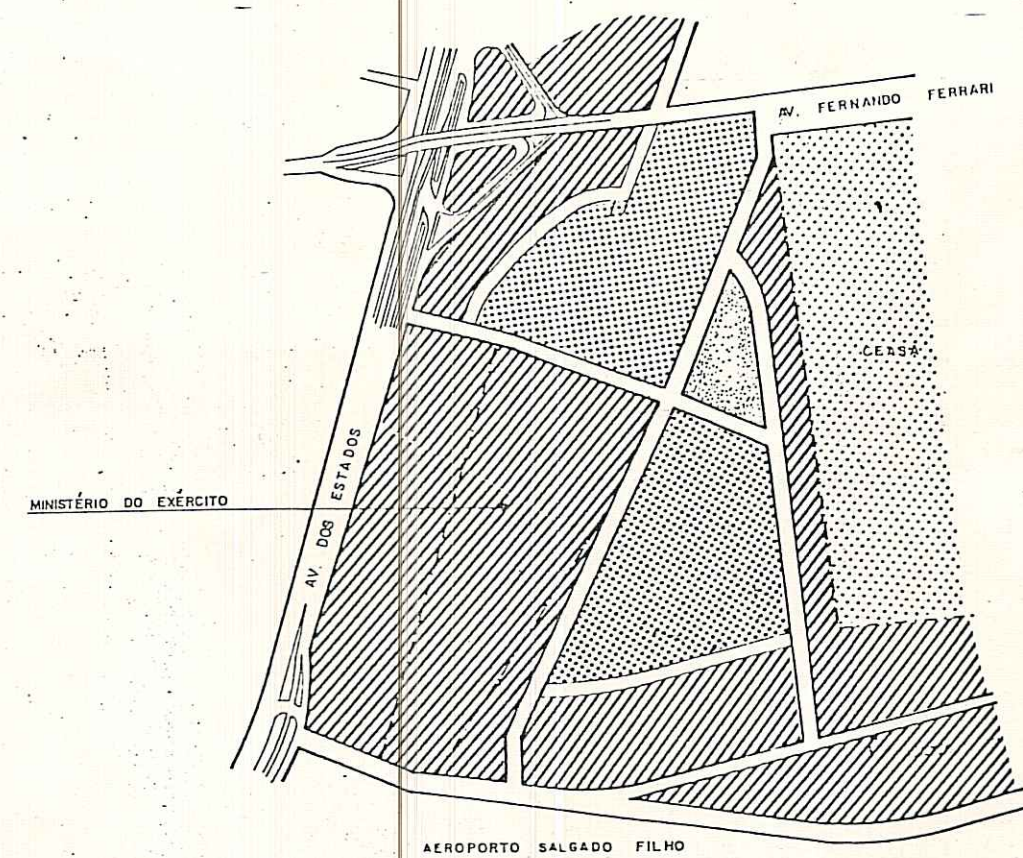 AV. FERNANDO FERRARI
CEASA
MINISTÉRIO DO EXÉRCITO
AV. DOS ESTADOS
AEROPORTO SALGADO FILHO